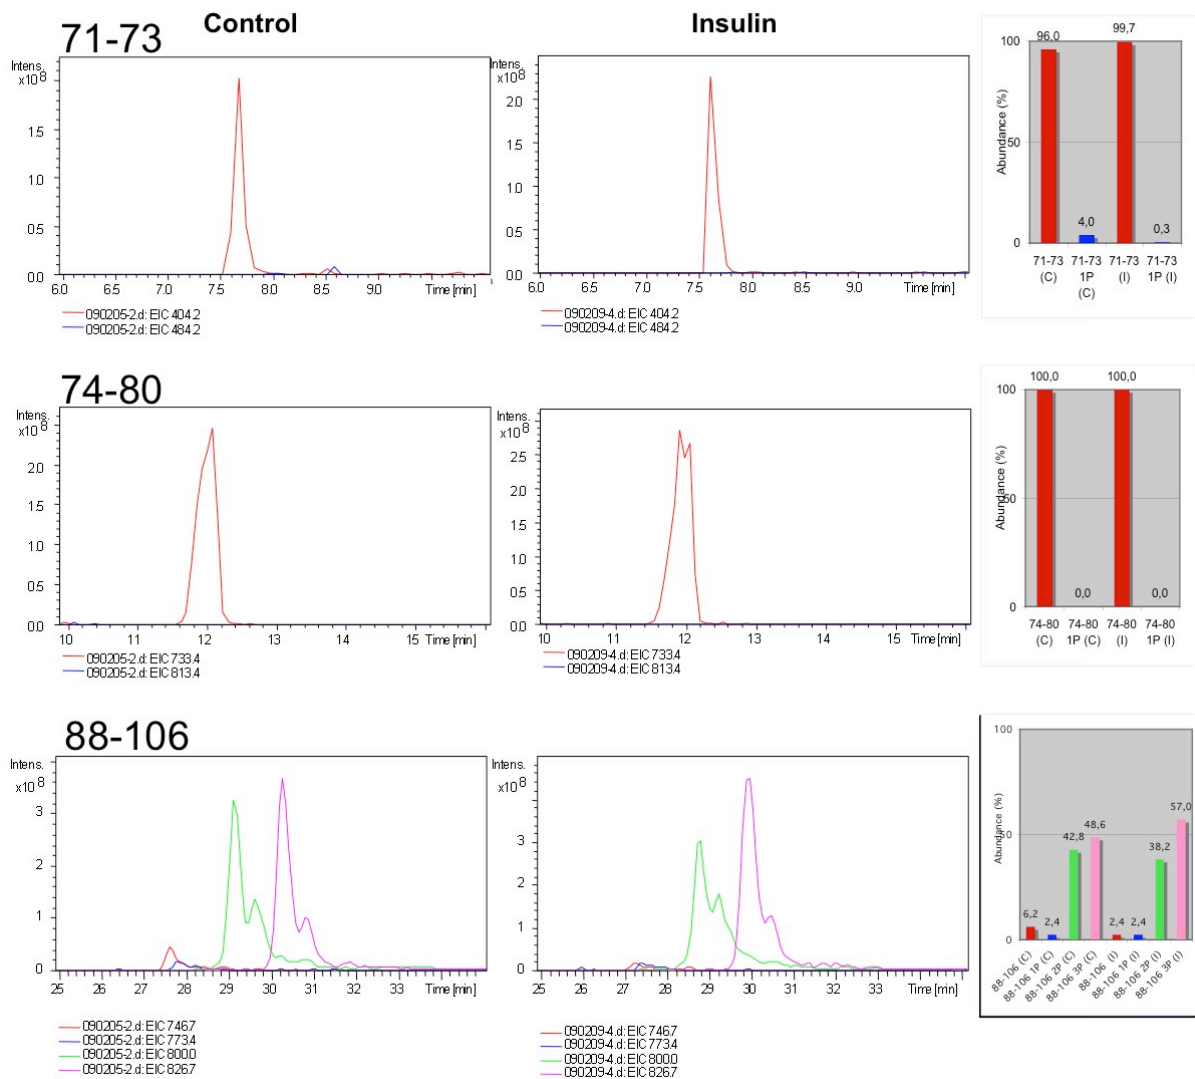 Control
Insulin
71-73
Intens.
x10⁸
1.5
1.0
0.5
0.0
6.0 6.5 7.0 7.5 8.0 8.5 9.0 Time [min]
090205-2.d: EIC 404.2
090205-2.d: EIC 484.2
Intens.
x10⁸
2.0
1.5
1.0
0.5
0.0
6.0 6.5 7.0 7.5 8.0 8.5 9.0 Time [min]
090209-4.d: EIC 404.2
090209-4.d: EIC 484.2
Abundance (%)
100
50
0
96,0
4,0
99,7
0,3
71-73 71-73 71-73 71-73
(C) 1P (I) 1P (I)
(C)
74-80
Intens.
x10⁸
2.0
1.5
1.0
0.5
0.0
10 11 12 13 14 15 Time [min]
090205-2.d: EIC 733.4
090205-2.d: EIC 813.4
Intens.
x10⁸
2.5
2.0
1.5
1.0
0.5
0.0
10 11 12 13 14 15 Time [min]
090209-4.d: EIC 733.4
090209-4.d: EIC 813.4
Abundance (%)
100
50
0
100,0
0,0
100,0
0,0
74-80 74-80 74-80 74-80
(C) 1P (C) (I) 1P (I)
88-106
Intens.
x10⁸
3
2
1
0
25 26 27 28 29 30 31 32 33 Time [min]
090205-2.d: EIC 746.7
090205-2.d: EIC 773.4
090205-2.d: EIC 800.0
090205-2.d: EIC 826.7
Intens.
x10⁸
3
2
1
0
25 26 27 28 29 30 31 32 33 Time [min]
090209-4.d: EIC 746.7
090209-4.d: EIC 773.4
090209-4.d: EIC 800.0
090209-4.d: EIC 826.7
Abundance (%)
100
50
0
6,2
2,4
42,8
48,6
2,4
2,4
38,2
57,0
88-106 (C)
88-106 1P (C)
88-106 2P (C)
88-106 3P (C)
88-106 (I)
88-106 1P (I)
88-106 2P (I)
88-106 3P (I)